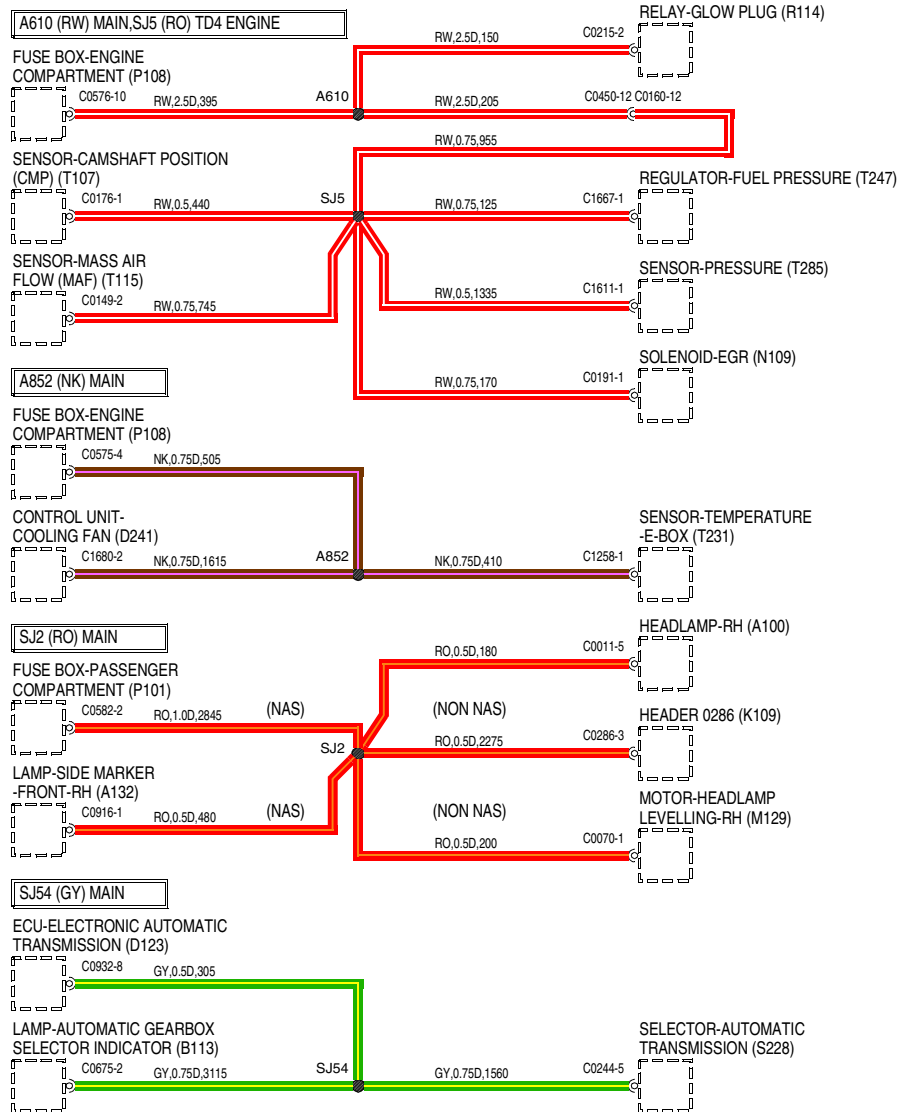 A610 (RW) MAIN,SJ5 (RO) TD4 ENGINE
RELAY-GLOW PLUG (R114)
RW,2.5D,150
C0215-2
FUSE BOX-ENGINE
COMPARTMENT (P108)
C0576-10
RW,2.5D,395
A610
RW,2.5D,205
C0450-12 C0160-12
RW,0.75,955
SENSOR-CAMSHAFT POSITION
(CMP) (T107)
C0176-1
RW,0.5,440
SJ5
RW,0.75,125
C1667-1
REGULATOR-FUEL PRESSURE (T247)
SENSOR-MASS AIR
FLOW (MAF) (T115)
C0149-2
RW,0.75,745
RW,0.5,1335
C1611-1
SENSOR-PRESSURE (T285)
SOLENOID-EGR (N109)
RW,0.75,170
C0191-1
A852 (NK) MAIN
FUSE BOX-ENGINE
COMPARTMENT (P108)
C0575-4
NK,0.75D,505
CONTROL UNIT-
COOLING FAN (D241)
C1680-2
NK,0.75D,1615
A852
NK,0.75D,410
C1258-1
SENSOR-TEMPERATURE
-E-BOX (T231)
SJ2 (RO) MAIN
HEADLAMP-RH (A100)
RO,0.5D,180
C0011-5
FUSE BOX-PASSENGER
COMPARTMENT (P101)
C0582-2
RO,1.0D,2845
(NAS)
(NON NAS)
SJ2
RO,0.5D,2275
C0286-3
HEADER 0286 (K109)
LAMP-SIDE MARKER
-FRONT-RH (A132)
C0916-1
RO,0.5D,480
(NAS)
(NON NAS)
RO,0.5D,200
C0070-1
MOTOR-HEADLAMP
LEVELLING-RH (M129)
SJ54 (GY) MAIN
ECU-ELECTRONIC AUTOMATIC
TRANSMISSION (D123)
C0932-8
GY,0.5D,305
LAMP-AUTOMATIC GEARBOX
SELECTOR INDICATOR (B113)
C0675-2
GY,0.75D,3115
SJ54
GY,0.75D,1560
C0244-5
SELECTOR-AUTOMATIC
TRANSMISSION (S228)